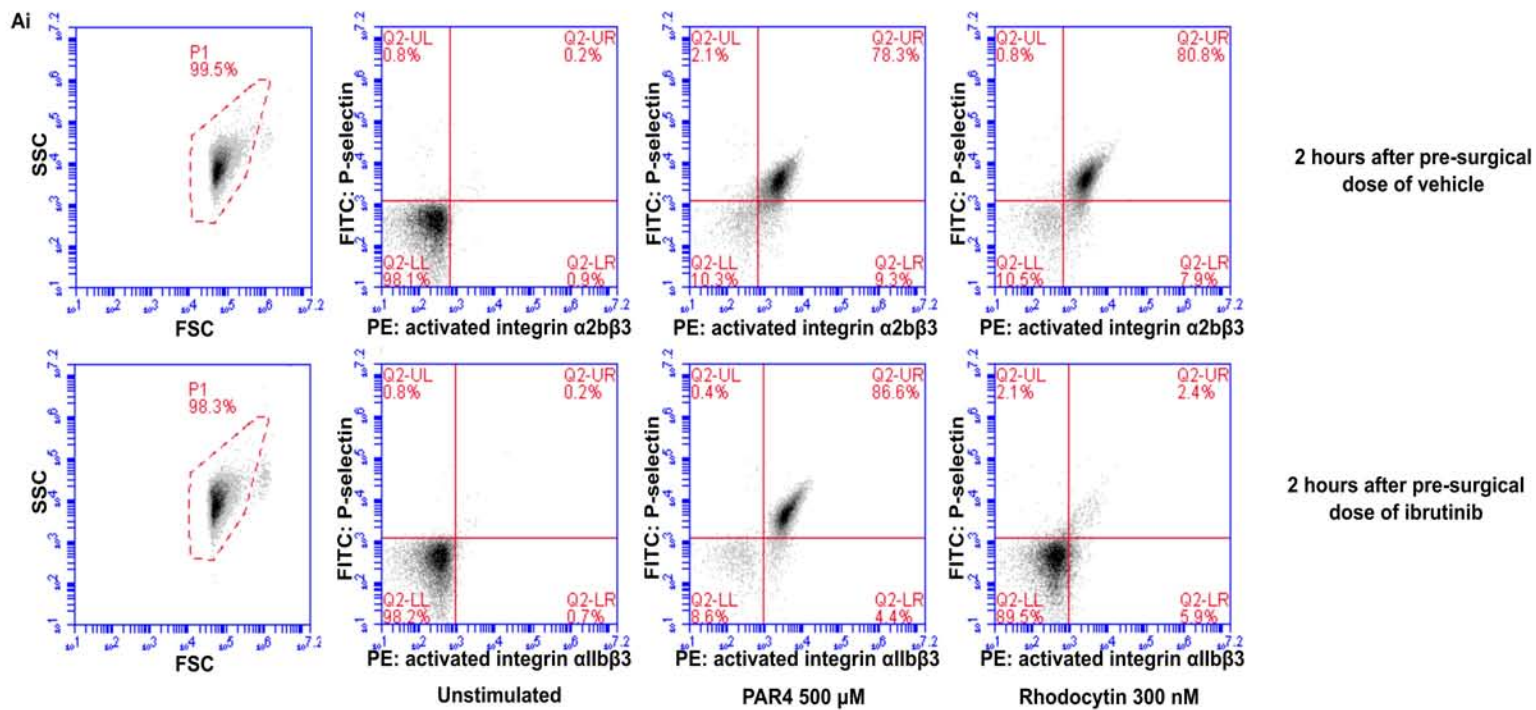 Ai
P1
99.5%
SSC
FSC
Q2-UL
0.8%
Q2-UR
0.2%
Q2-LL
98.1%
Q2-LR
0.9%
FITC: P-selectin
PE: activated integrin α2bβ3
Q2-UL
2.1%
Q2-UR
78.3%
Q2-LL
10.3%
Q2-LR
9.3%
FITC: P-selectin
PE: activated integrin α2bβ3
Q2-UL
0.8%
Q2-UR
80.8%
Q2-LL
10.5%
Q2-LR
7.9%
FITC: P-selectin
PE: activated integrin α2bβ3
2 hours after pre-surgical
dose of vehicle
P1
98.3%
SSC
FSC
Q2-UL
0.8%
Q2-UR
0.2%
Q2-LL
98.2%
Q2-LR
0.7%
FITC: P-selectin
PE: activated integrin αIIbβ3
Unstimulated
Q2-UL
0.4%
Q2-UR
86.6%
Q2-LL
8.6%
Q2-LR
4.4%
FITC: P-selectin
PE: activated integrin αIIbβ3
PAR4 500 µM
Q2-UL
2.1%
Q2-UR
2.4%
Q2-LL
89.5%
Q2-LR
5.9%
FITC: P-selectin
PE: activated integrin αIIbβ3
Rhodocytin 300 nM
2 hours after pre-surgical
dose of ibrutinib